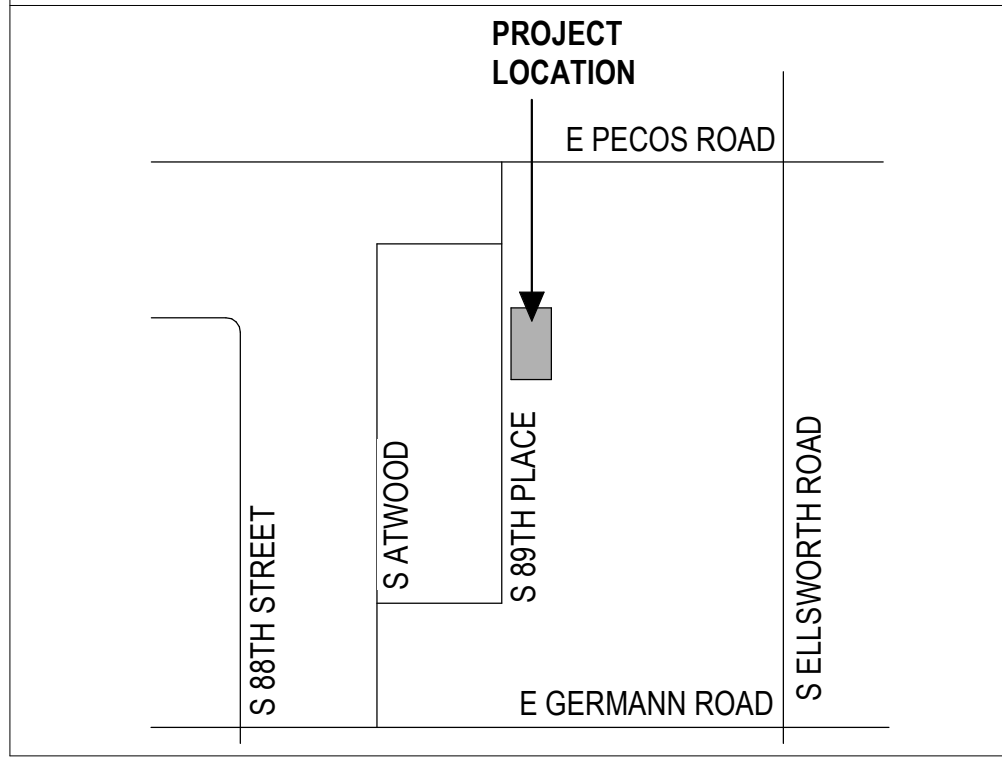 PROJECT
LOCATION
E PECOS ROAD
S 88TH STREET
S ATWOOD
S 89TH PLACE
S ELLSWORTH ROAD
E GERMANN ROAD